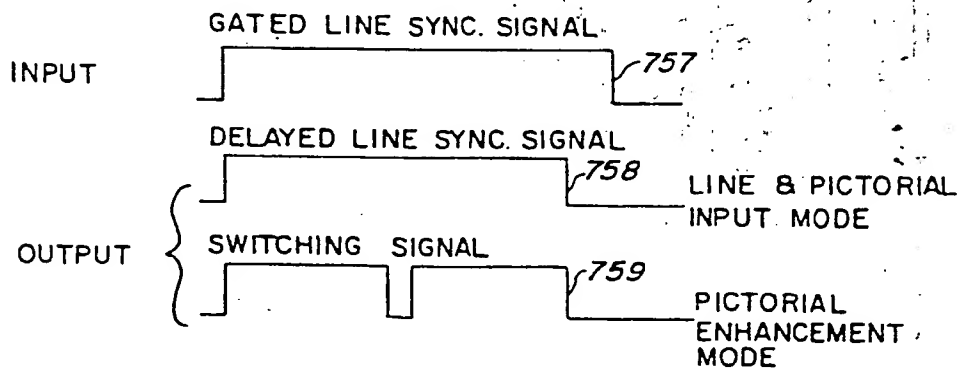 GATED LINE SYNC. SIGNAL
INPUT
757
DELAYED LINE SYNC. SIGNAL
758
LINE & PICTORIAL
INPUT MODE
OUTPUT
SWITCHING SIGNAL
759
PICTORIAL
ENHANCEMENT
MODE